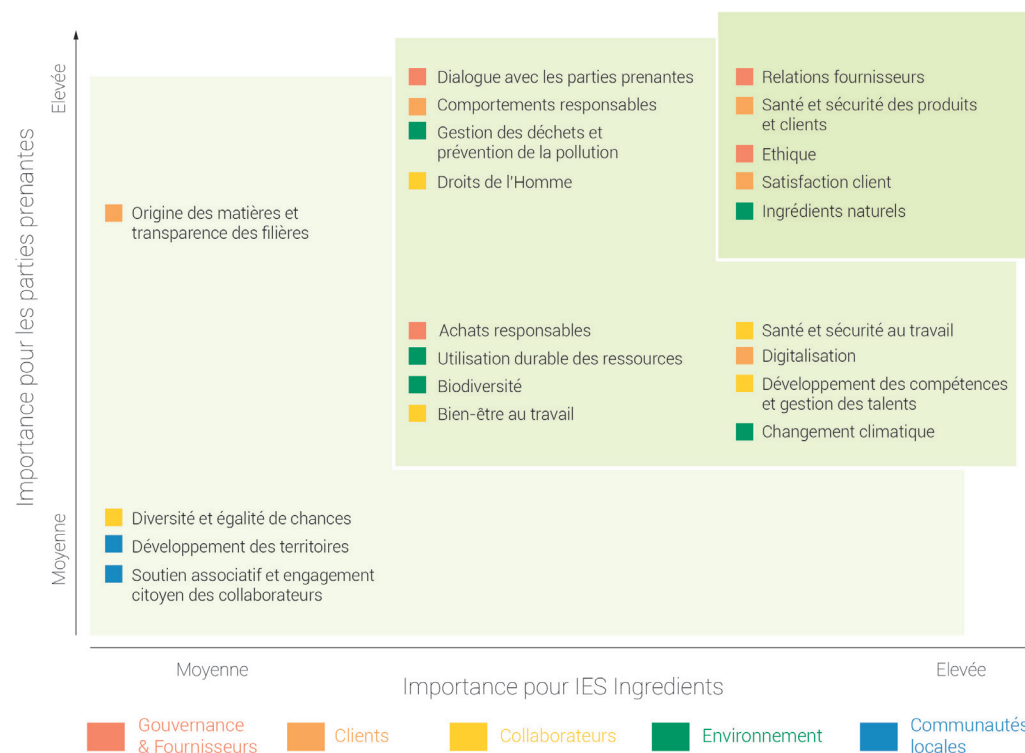 Importance pour les parties prenantes
Elevée
Moyenne
Dialogue avec les parties prenantes
Comportements responsables
Gestion des déchets et
prévention de la pollution
Droits de l'Homme
Relations fournisseurs
Santé et sécurité des produits
et clients
Ethique
Satisfaction client
Ingrédients naturels
Origine des matières et
transparence des filières
Achats responsables
Utilisation durable des ressources
Biodiversité
Bien-être au travail
Santé et sécurité au travail
Digitalisation
Développement des compétences
et gestion des talents
Changement climatique
Diversité et égalité de chances
Développement des territoires
Soutien associatif et engagement
citoyen des collaborateurs
Moyenne
Elevée
Importance pour IES Ingredients
Gouvernance
& Fournisseurs
Clients
Collaborateurs
Environnement
Communautés
locales